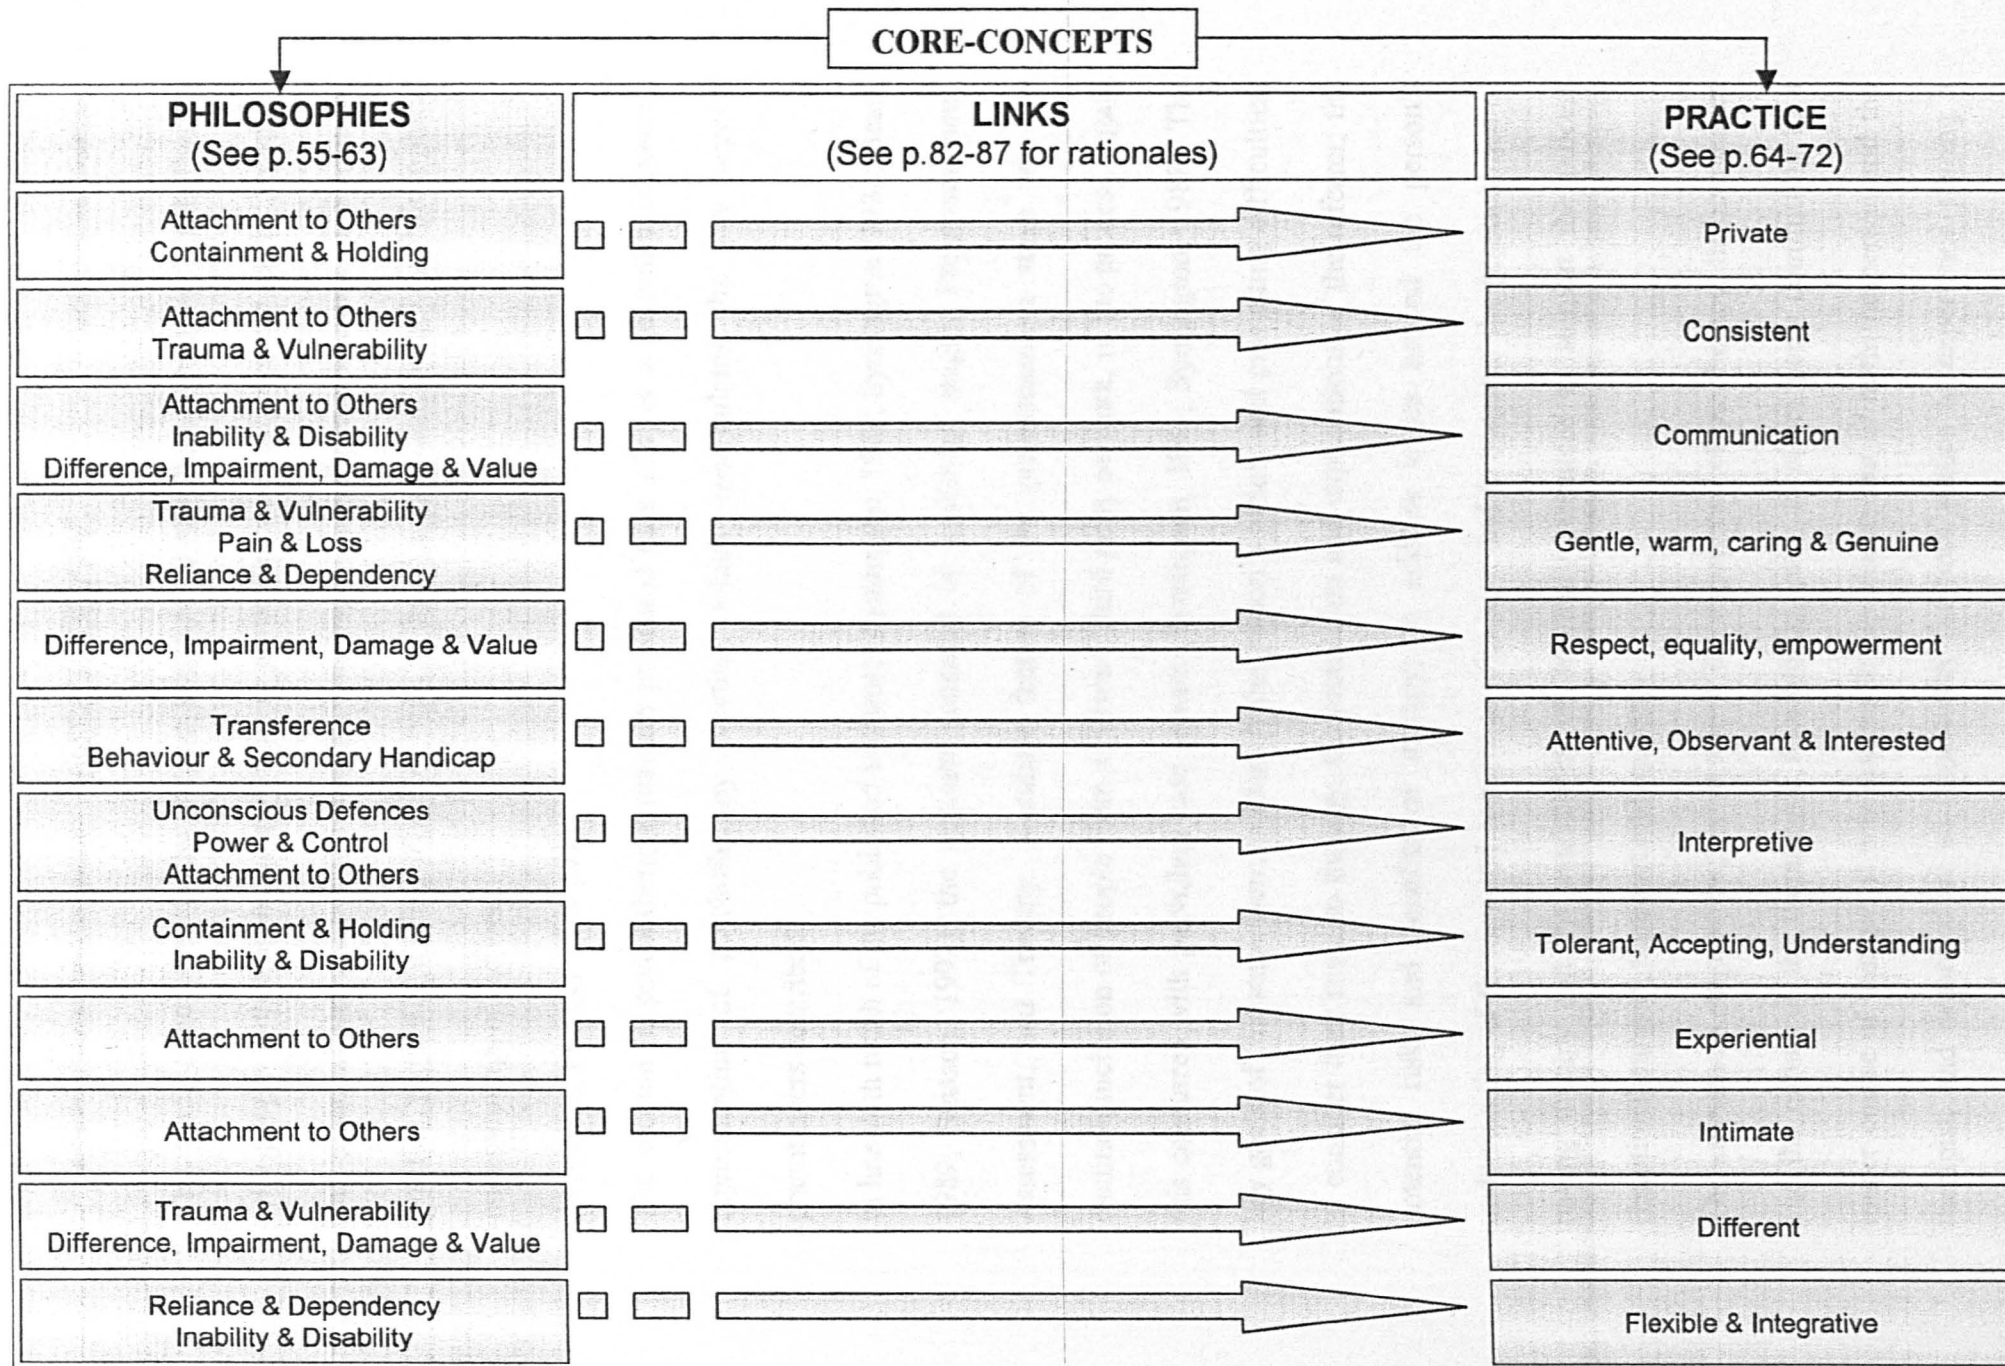 CORE-CONCEPTS
PHILOSOPHIES
(See p.55-63)
LINKS
(See p.82-87 for rationales)
PRACTICE
(See p.64-72)
Attachment to Others
Containment & Holding
Private
Attachment to Others
Trauma & Vulnerability
Consistent
Attachment to Others
Inability & Disability
Difference, Impairment, Damage & Value
Communication
Trauma & Vulnerability
Pain & Loss
Reliance & Dependency
Gentle, warm, caring & Genuine
Difference, Impairment, Damage & Value
Respect, equality, empowerment
Transference
Behaviour & Secondary Handicap
Attentive, Observant & Interested
Unconscious Defences
Power & Control
Attachment to Others
Interpretive
Containment & Holding
Inability & Disability
Tolerant, Accepting, Understanding
Attachment to Others
Experiential
Attachment to Others
Intimate
Trauma & Vulnerability
Difference, Impairment, Damage & Value
Different
Reliance & Dependency
Inability & Disability
Flexible & Integrative